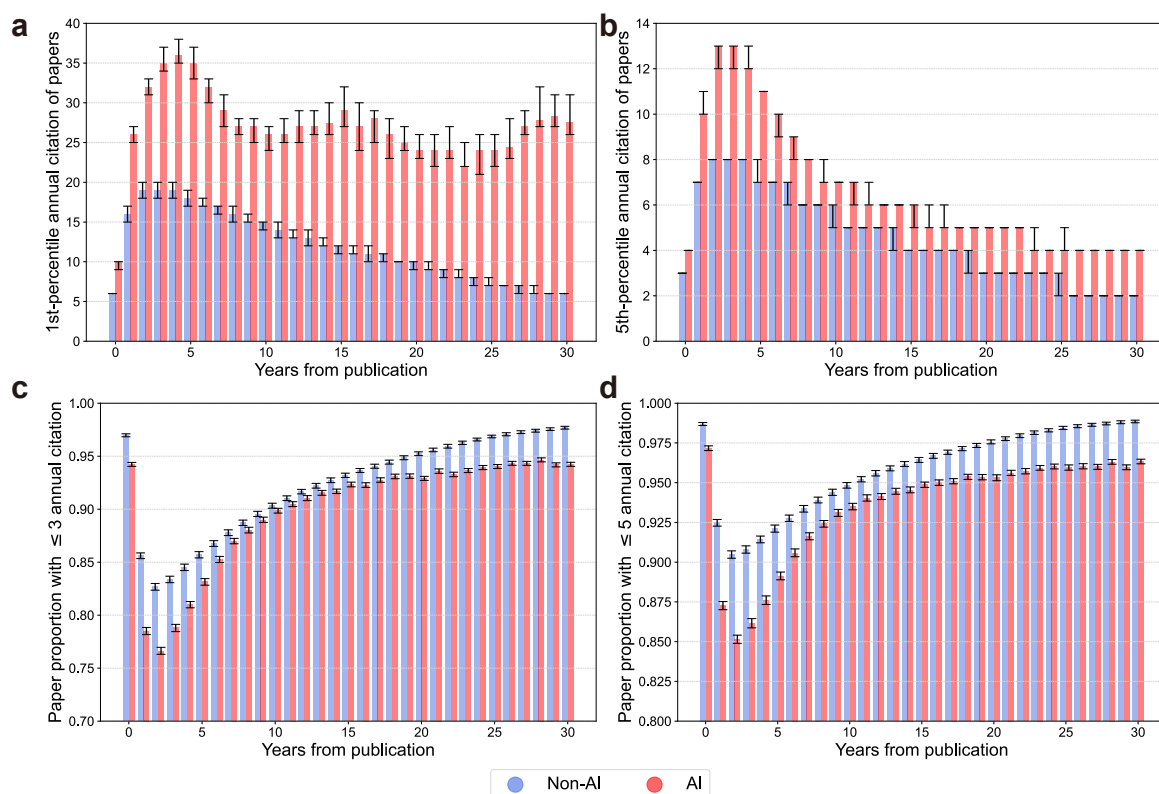 a
1st-percentile annual citation of papers
40
35
30
25
20
15
10
5
0
0 5 10 15 20 25 30
Years from publication
b
5th-percentile annual citation of papers
14
12
10
8
6
4
2
0
0 5 10 15 20 25 30
Years from publication
c
Paper proportion with ≤ 3 annual citation
1.00
0.95
0.90
0.85
0.80
0.75
0.70
0 5 10 15 20 25 30
Years from publication
d
Paper proportion with ≤ 5 annual citation
1.000
0.975
0.950
0.925
0.900
0.875
0.850
0.825
0.800
0 5 10 15 20 25 30
Years from publication
Non-AI AI